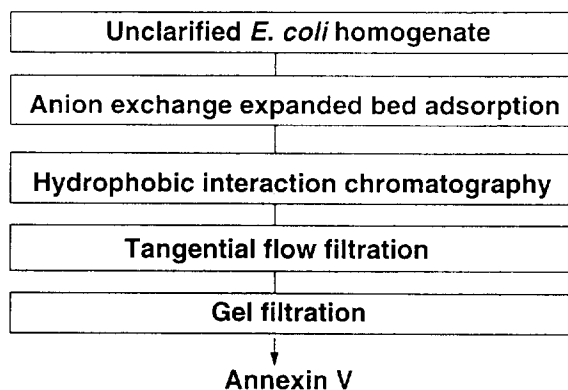 Unclarified E. coli homogenate
Anion exchange expanded bed adsorption
Hydrophobic interaction chromatography
Tangential flow filtration
Gel filtration
Annexin V